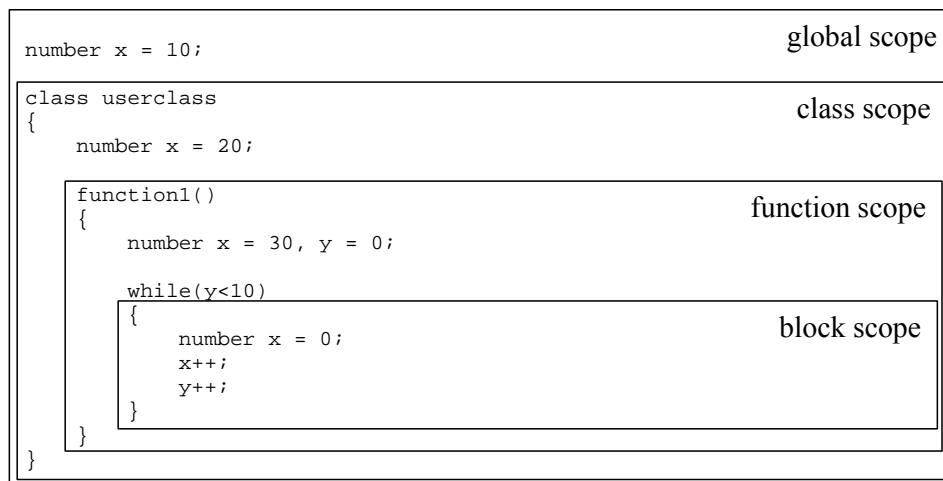 global scope
number x = 10;
class userclass
class scope
{
number x = 20;
function1()
function scope
{
number x = 30, y = 0;
while(y<10)
{
block scope
number x = 0;
x++;
y++;
}
}
}